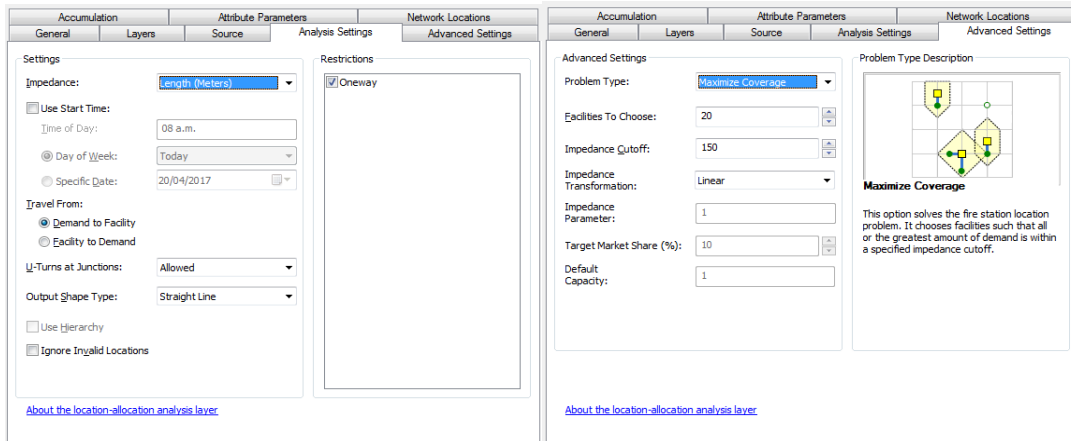 Accumulation Attribute Parameters Network Locations
General Layers Source Analysis Settings Advanced Settings
Settings
Impedance: Length (Meters)
Use Start Time:
Time of Day: 08 a.m.
Day of Week: Today
Specific Date: 20/04/2017
Travel From:
Demand to Facility
Facility to Demand
U-Turns at Junctions: Allowed
Output Shape Type: Straight Line
Use Hierarchy
Ignore Invalid Locations
Restrictions
Oneway
About the location-allocation analysis layer
Accumulation Attribute Parameters Network Locations
General Layers Source Analysis Settings Advanced Settings
Advanced Settings
Problem Type: Maximize Coverage
Facilities To Choose: 20
Impedance Cutoff: 150
Impedance
Transformation: Linear
Impedance
Parameter: 1
Target Market Share (%): 10
Default
Capacity: 1
Problem Type Description
Maximize Coverage
This option solves the fire station location
problem. It chooses facilities such that all
or the greatest amount of demand is within
a specified impedance cutoff.
About the location-allocation analysis layer